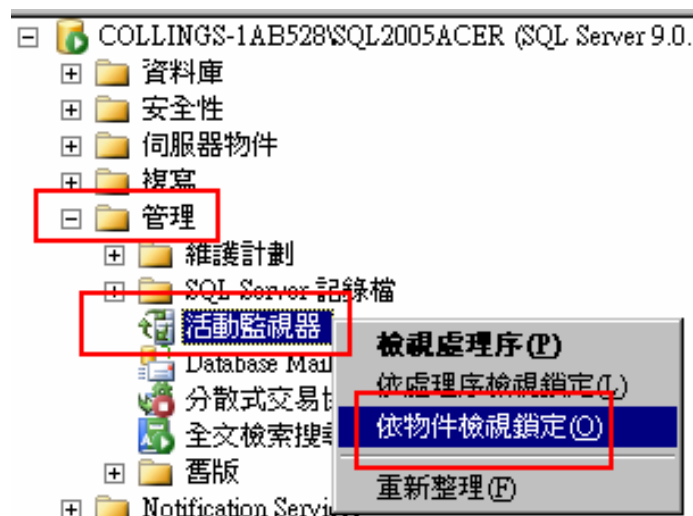 COLLINGS-1AB528\SQL2005ACER (SQL Server 9.0.
資料庫
安全性
伺服器物件
複寫
管理
維護計劃
SQL Server 記錄檔
活動監視器
Database Mail
分散式交易
全文檢索搜尋
舊版
Notification Services
檢視處理序(P)
依處理序檢視鎖定(L)
依物件檢視鎖定(O)
重新整理(F)